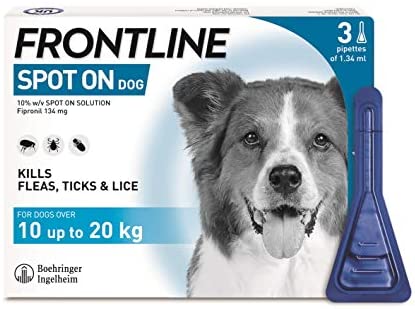 UK
FRONTLINE
SPOT ON DOG
10% w/v SPOT ON SOLUTION
Fipronil 134 mg
KILLS
FLEAS, TICKS & LICE
FOR DOGS OVER
10 up to 20 kg
Boehringer
Ingelheim
3 pipettes
of 1,34 ml